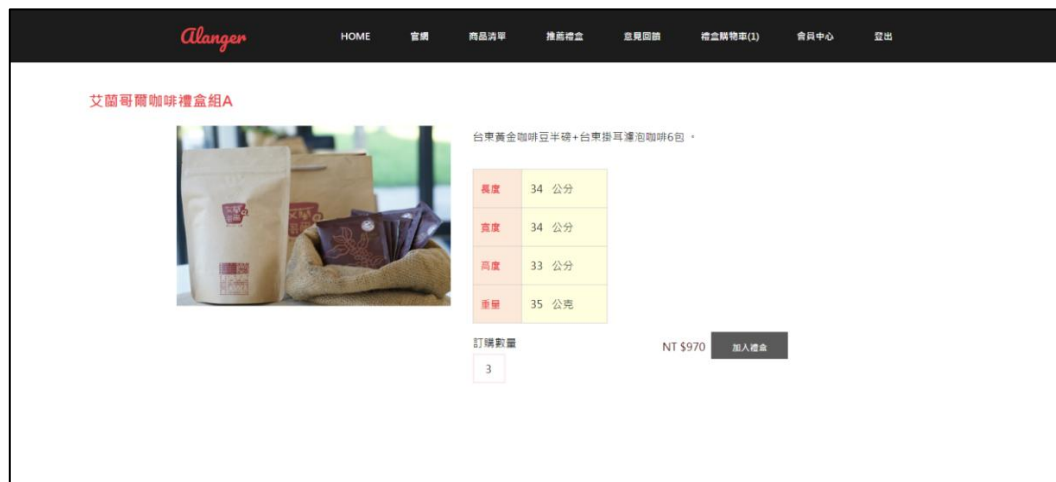 Alanger
HOME 官網 商品清單 推薦禮盒 意見回饋 禮盒購物車(1) 會員中心 登出
艾蘭哥爾咖啡禮盒組A
台東黃金咖啡豆半磅+台東掛耳濾泡咖啡6包 。
長度 34 公分
寬度 34 公分
高度 33 公分
重量 35 公克
訂購數量
NT $970 加入禮盒
3